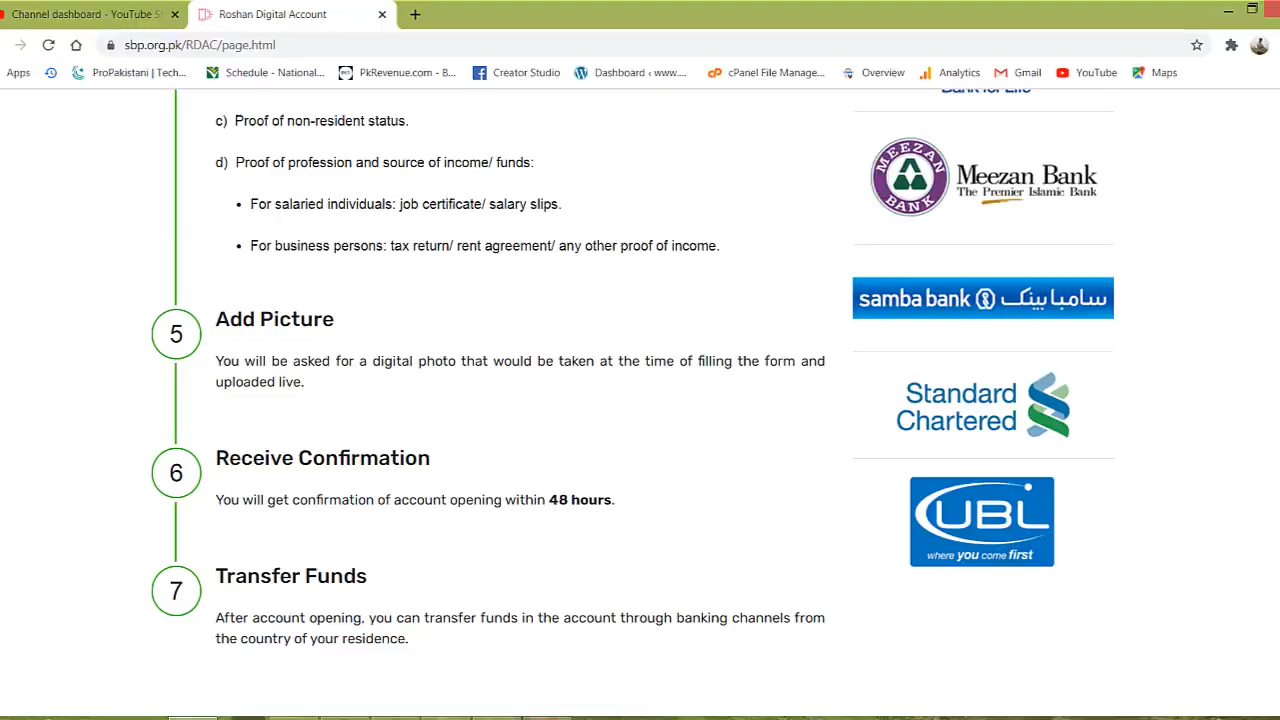 Channel dashboard - YouTube St
Roshan Digital Account
sbp.org.pk/RDAC/page.html
Apps
ProPakistani | Tech...
Schedule - National...
PkRevenue.com - B...
Creator Studio
Dashboard ‹ www....
cPanel File Manage...
Overview
Analytics
Gmail
YouTube
Maps
c) Proof of non-resident status.
d) Proof of profession and source of income/ funds:
• For salaried individuals: job certificate/ salary slips.
• For business persons: tax return/ rent agreement/ any other proof of income.
5
Add Picture
You will be asked for a digital photo that would be taken at the time of filling the form and
uploaded live.
6
Receive Confirmation
You will get confirmation of account opening within 48 hours.
7
Transfer Funds
After account opening, you can transfer funds in the account through banking channels from
the country of your residence.
Bank for Life
MEEZAN
BANK
Meezan Bank
The Premier Islamic Bank
samba bank سامبا بینک
Standard
Chartered
UBL
where you come first